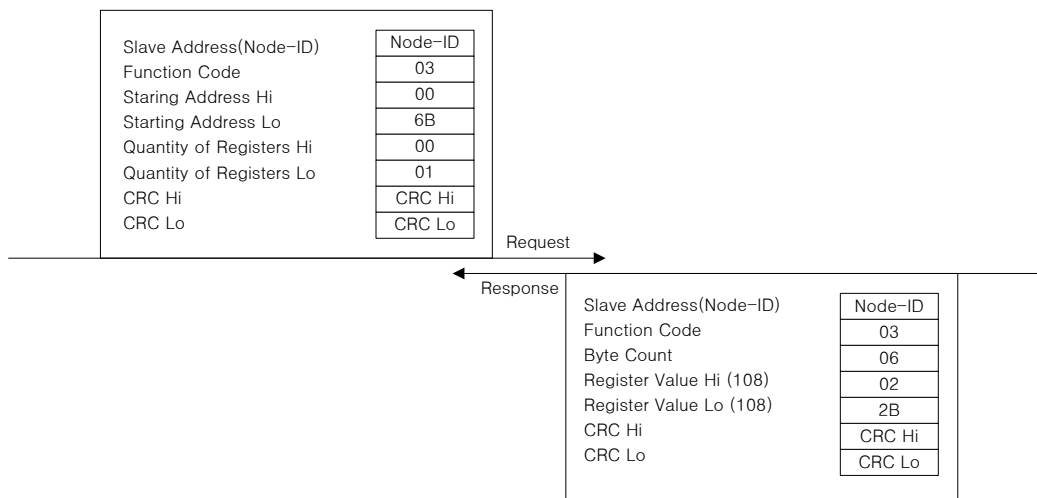 Slave Address(Node-ID) Node-ID
Function Code 03
Staring Address Hi 00
Starting Address Lo 6B
Quantity of Registers Hi 00
Quantity of Registers Lo 01
CRC Hi CRC Hi
CRC Lo CRC Lo
Request
Response
Slave Address(Node-ID) Node-ID
Function Code 03
Byte Count 06
Register Value Hi (108) 02
Register Value Lo (108) 2B
CRC Hi CRC Hi
CRC Lo CRC Lo